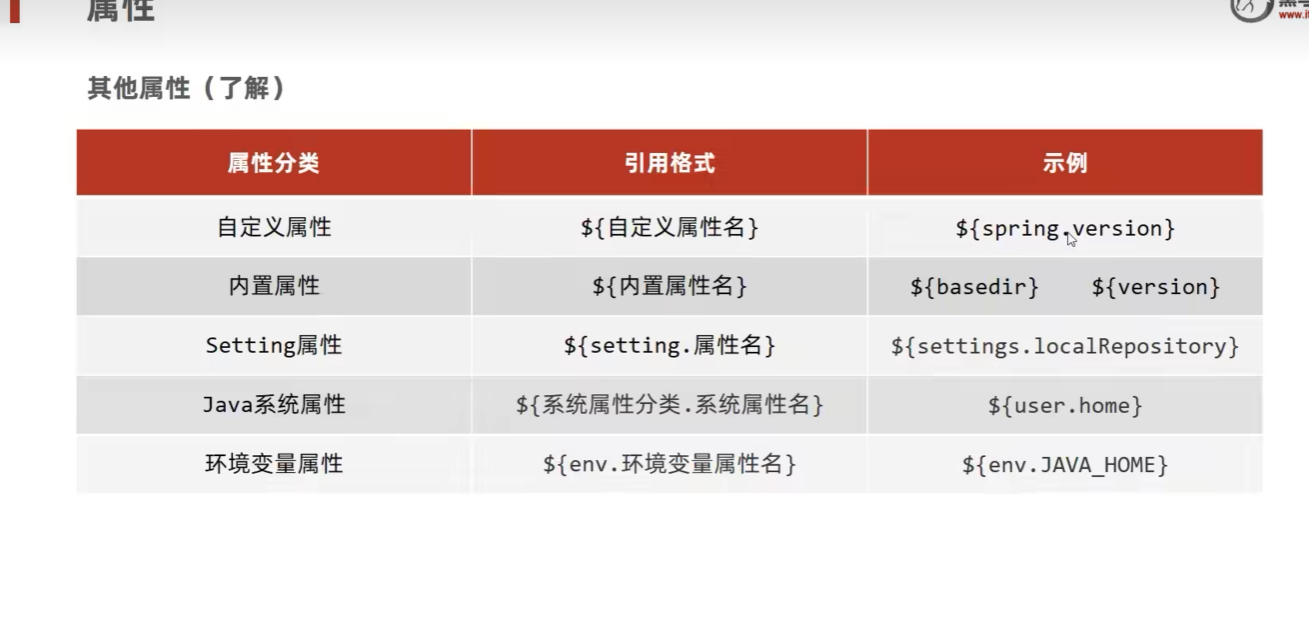 属性
其他属性（了解）
属性分类 引用格式 示例
自定义属性 ${自定义属性名} ${spring.version}
内置属性 ${内置属性名} ${basedir} ${version}
Setting属性 ${setting.属性名} ${settings.localRepository}
Java系统属性 ${系统属性分类.系统属性名} ${user.home}
环境变量属性 ${env.环境变量属性名} ${env.JAVA_HOME}